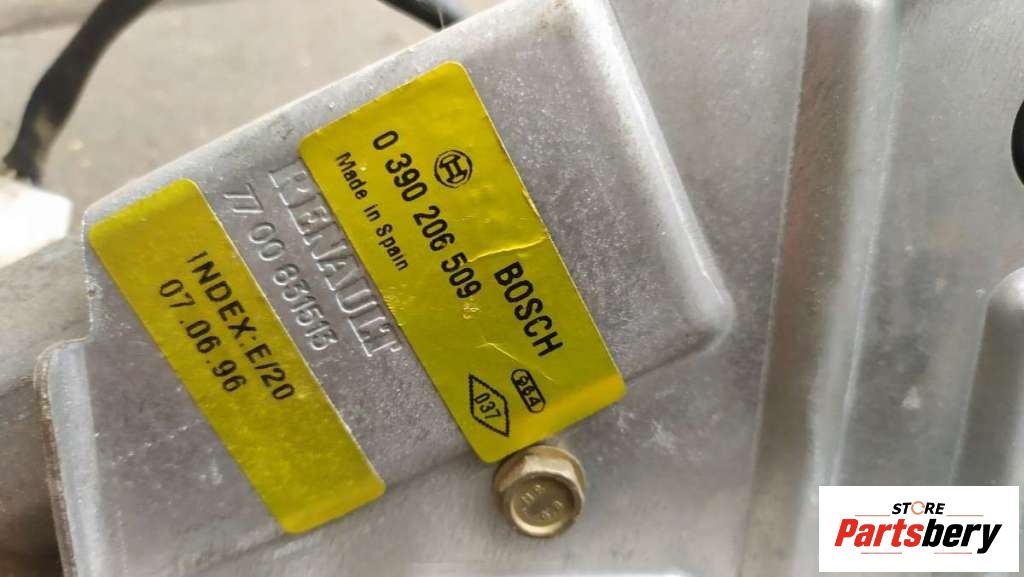 BOSCH
0 390 206 509
Made in Spain
037
264
RENAULT
77 00 831513
INDEX: E/20
07.06.96
STORE
Partsbery